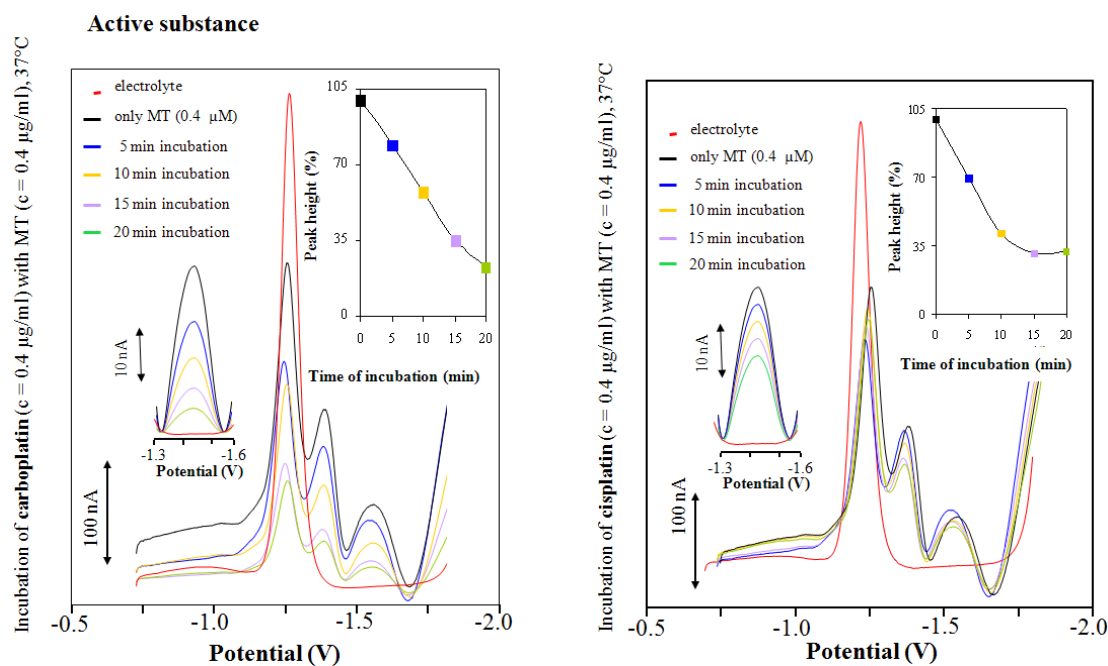 Active substance
Incubation of carboplatin (c = 0.4 µg/ml) with MT (c = 0.4 µg/ml), 37°C
electrolyte
only MT (0.4 µM)
5 min incubation
10 min incubation
15 min incubation
20 min incubation
Peak height (%)
105
70
35
0
0 5 10 15 20
Time of incubation (min)
10 nA
-1.3 -1.6
Potential (V)
100 nA
-0.5 -1.0 -1.5 -2.0
Potential (V)
Incubation of cisplatin (c = 0.4 µg/ml) with MT (c = 0.4 µg/ml), 37°C
electrolyte
only MT (0.4 µM)
5 min incubation
10 min incubation
15 min incubation
20 min incubation
Peak height (%)
105
70
35
0
0 5 10 15 20
Time of incubation (min)
10 nA
-1.3 -1.6
Potential (V)
100 nA
-0.5 -1.0 -1.5 -2.0
Potential (V)